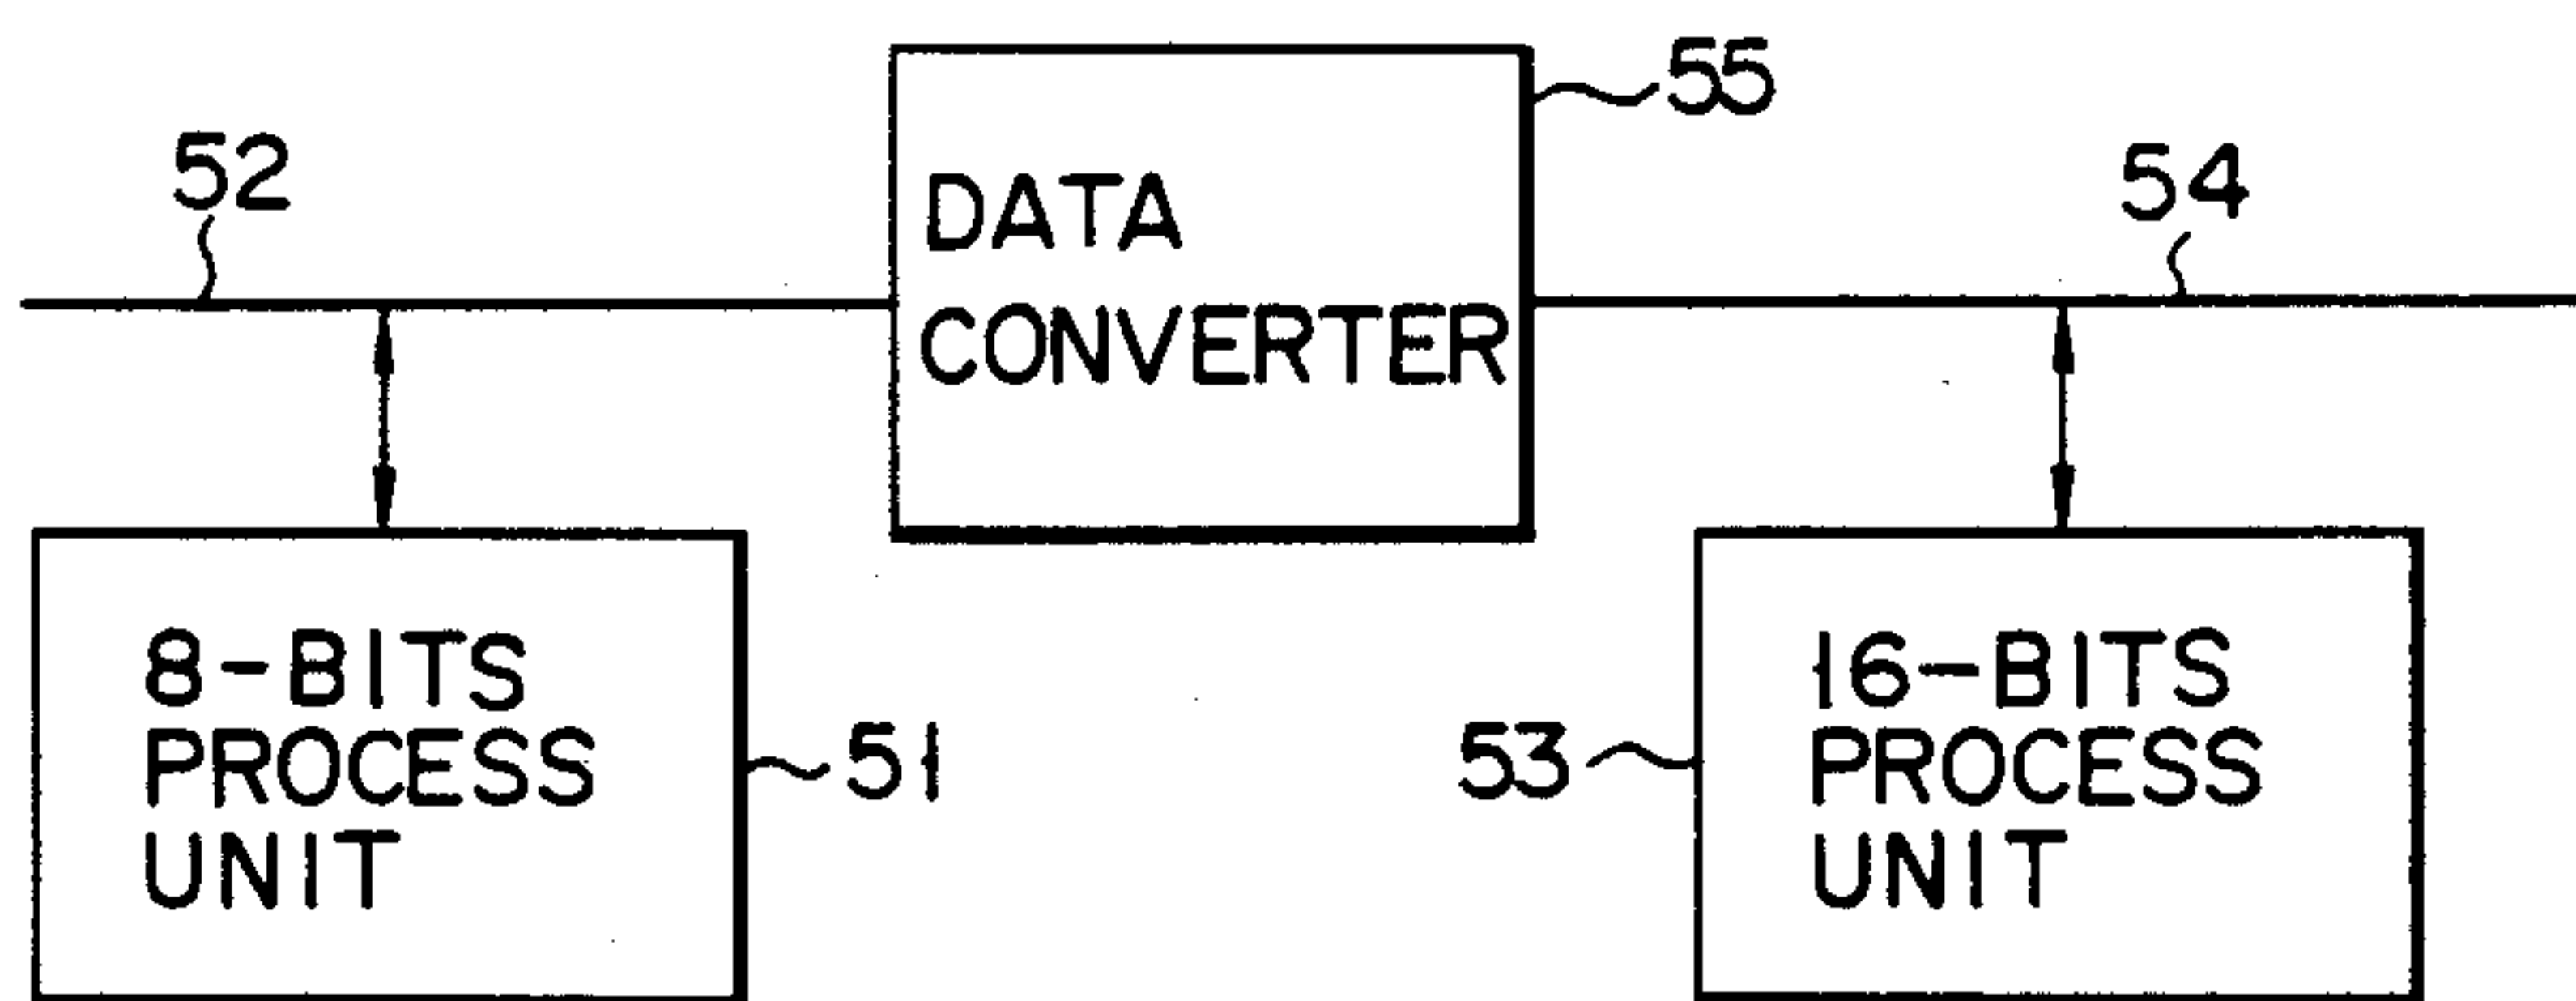 55
52
54
DATA
CONVERTER
8-BITS
PROCESS
UNIT
51
53
16-BITS
PROCESS
UNIT